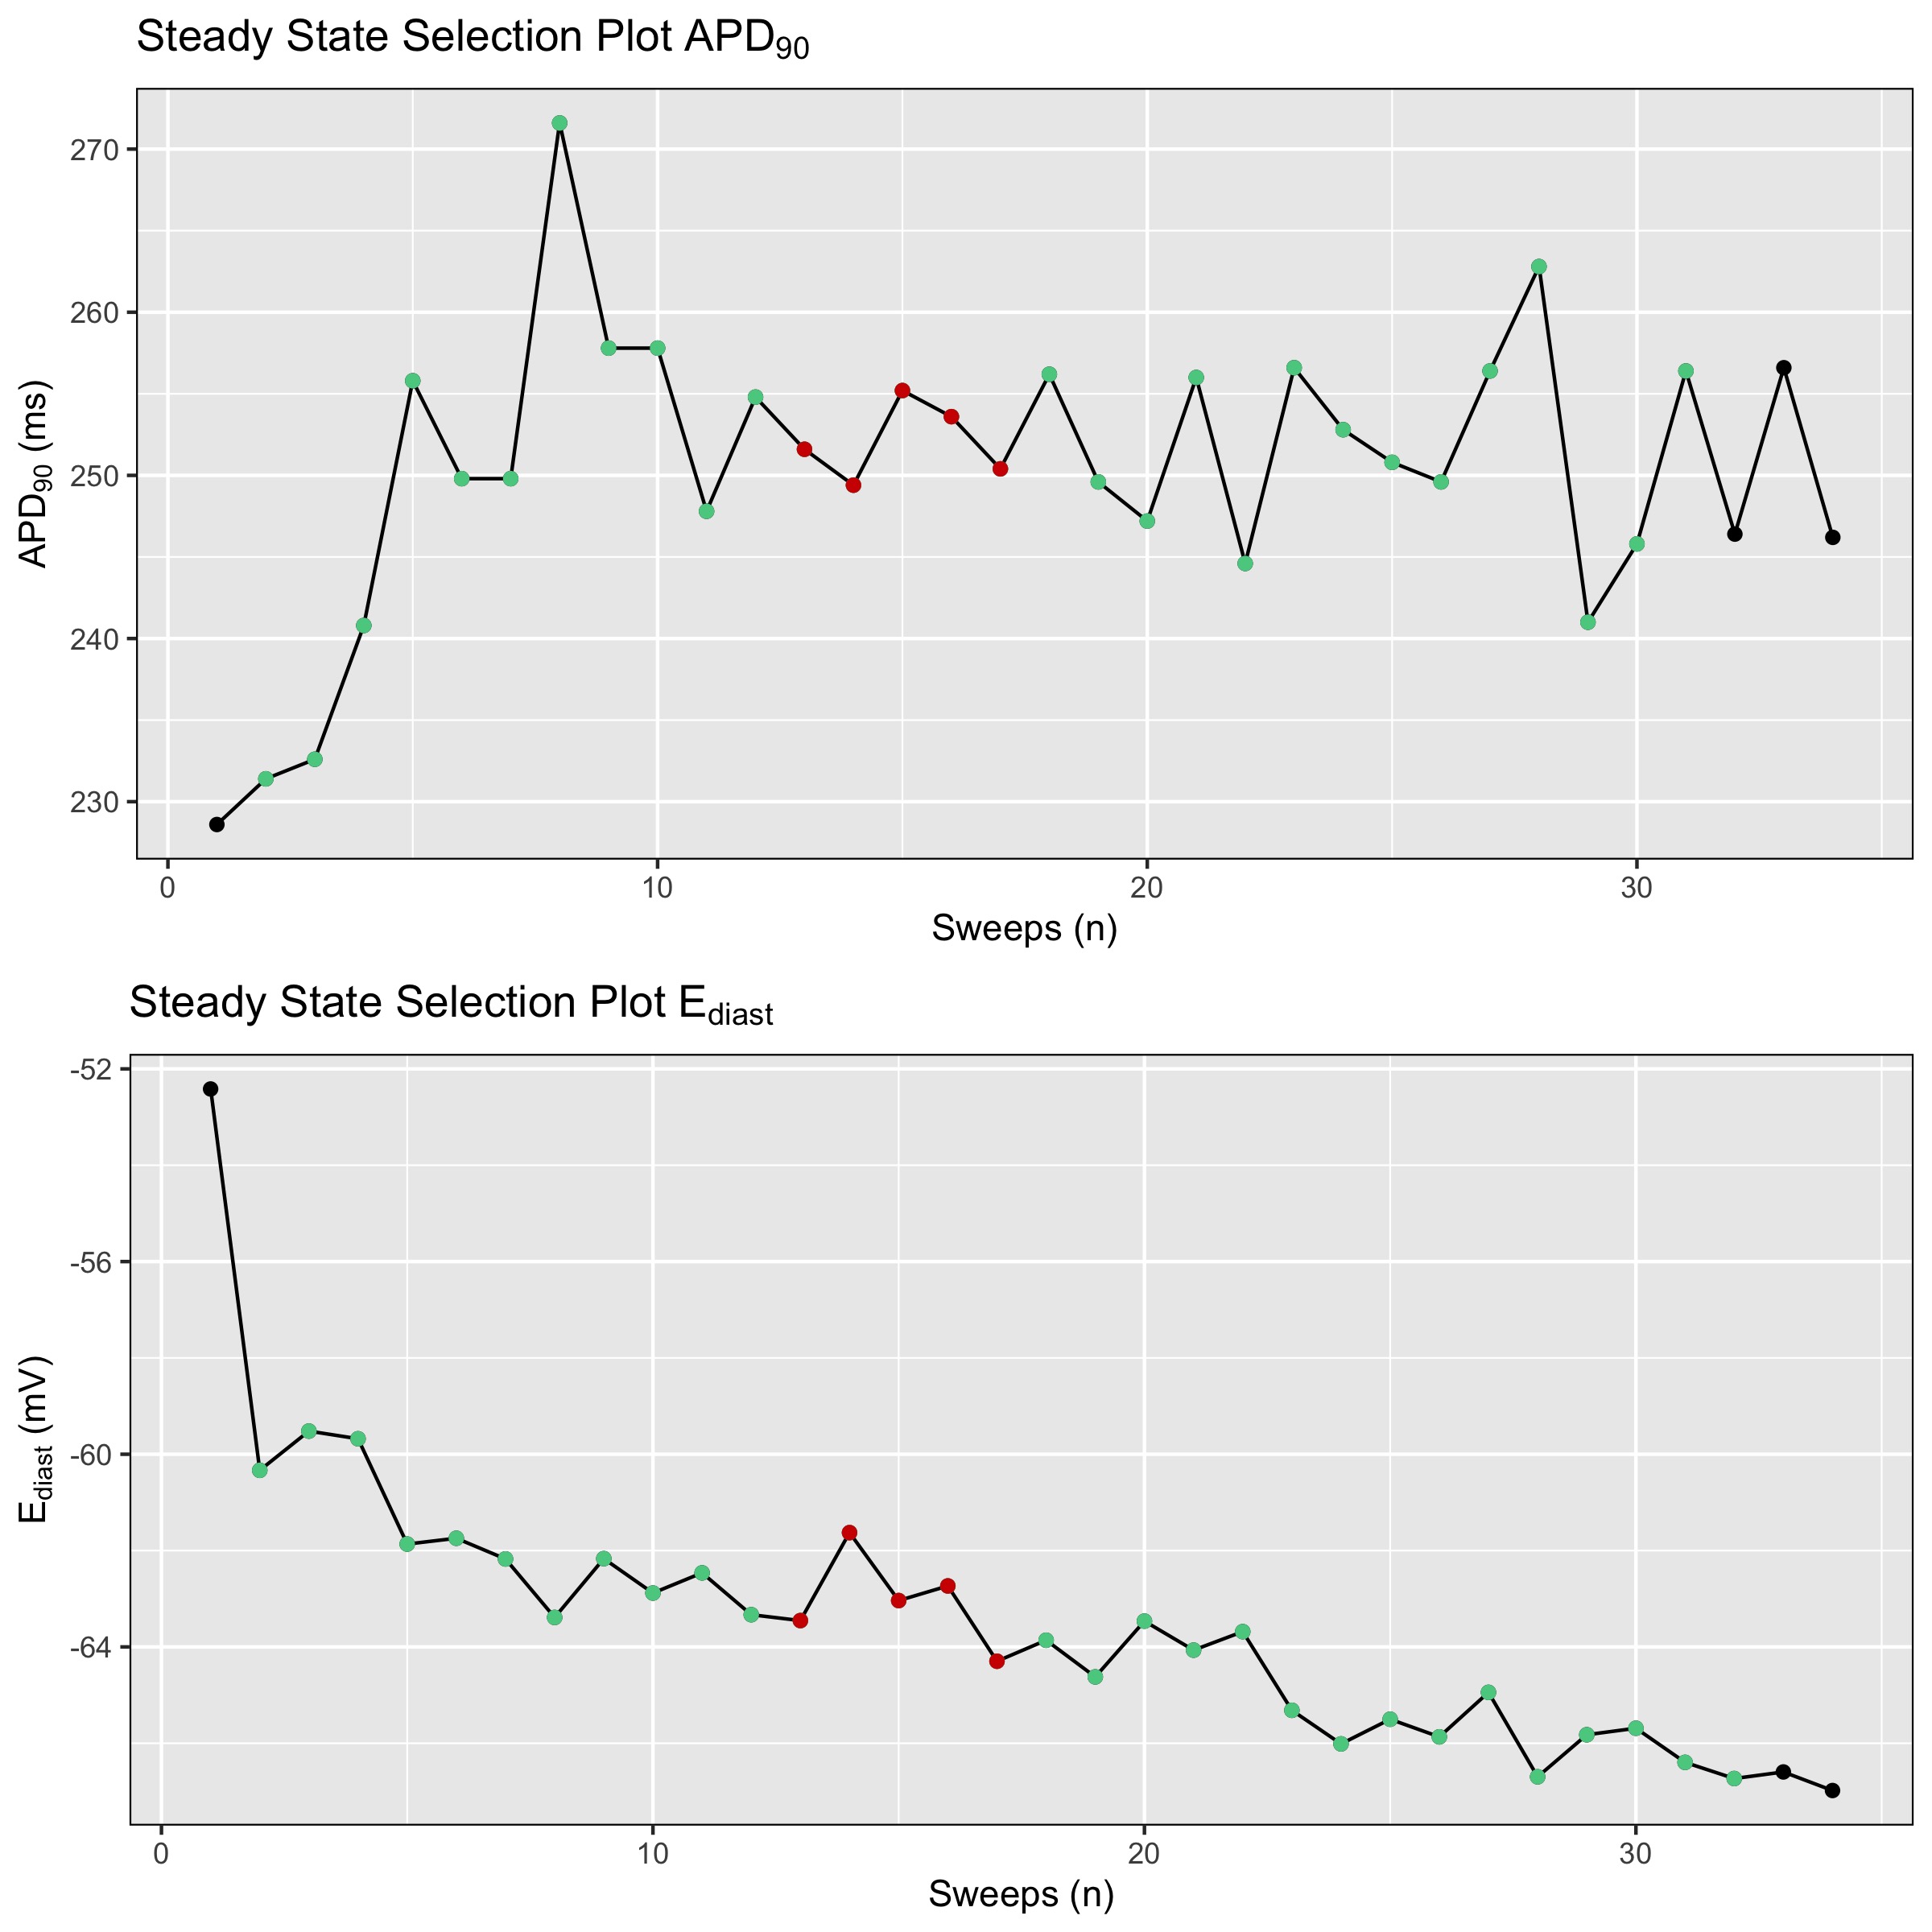 Steady State Selection Plot APD90
270
260
250
240
230
APD90 (ms)
0 10 20 30
Sweeps (n)
Steady State Selection Plot Ediast
-52
-56
-60
-64
Ediast (mV)
0 10 20 30
Sweeps (n)